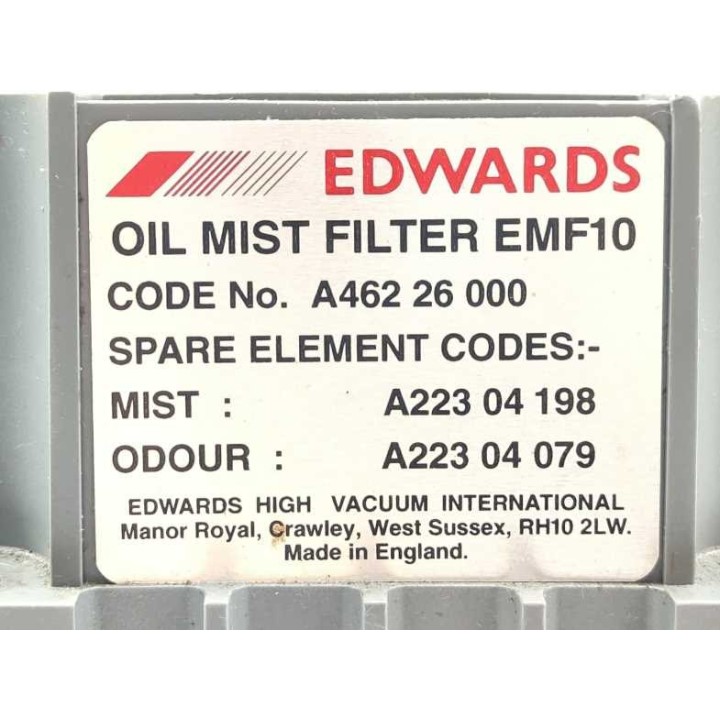 EDWARDS
OIL MIST FILTER EMF10
CODE No. A462 26 000
SPARE ELEMENT CODES:-
MIST : A223 04 198
ODOUR : A223 04 079
EDWARDS HIGH VACUUM INTERNATIONAL
Manor Royal, Crawley, West Sussex, RH10 2LW.
Made in England.